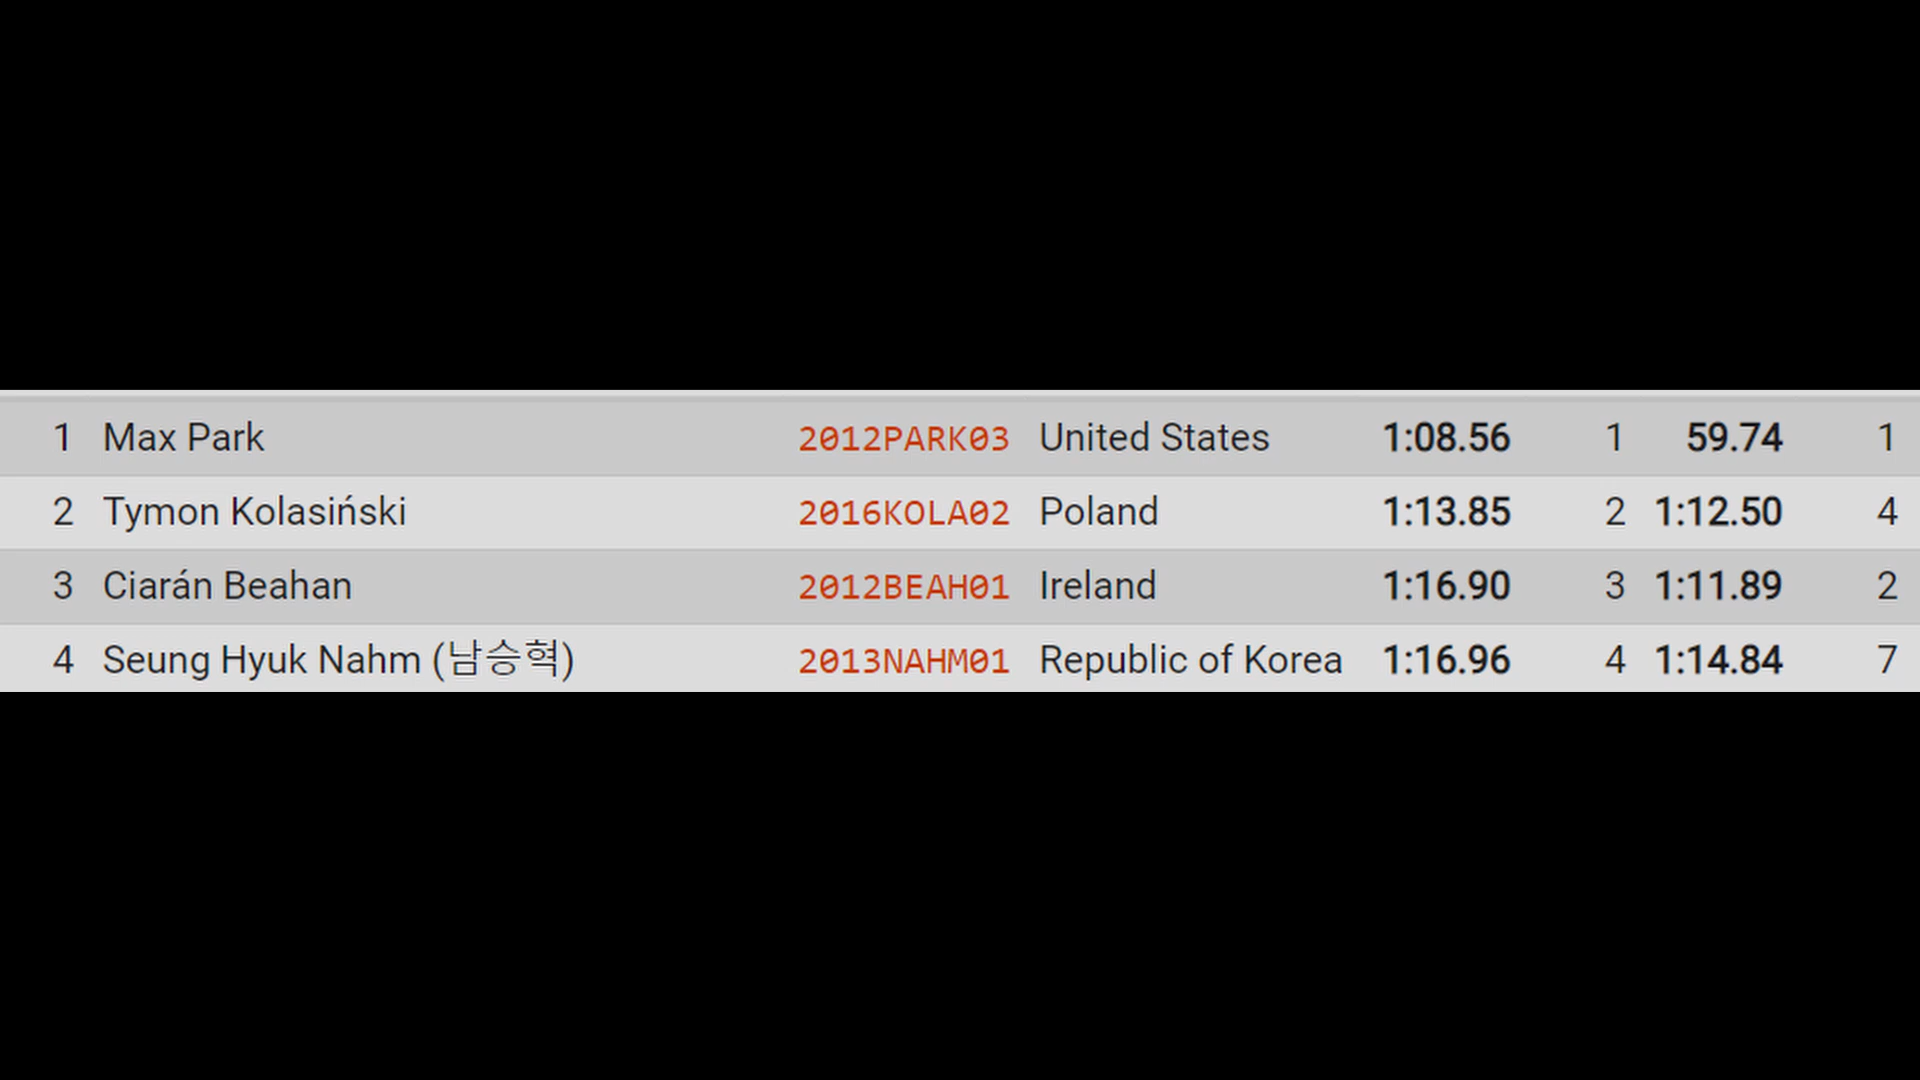 1 Max Park 2012PARK03 United States 1:08.56 1 59.74 1
2 Tymon Kolasiński 2016KOLA02 Poland 1:13.85 2 1:12.50 4
3 Ciarán Beahan 2012BEAH01 Ireland 1:16.90 3 1:11.89 2
4 Seung Hyuk Nahm (남승혁) 2013NAHM01 Republic of Korea 1:16.96 4 1:14.84 7